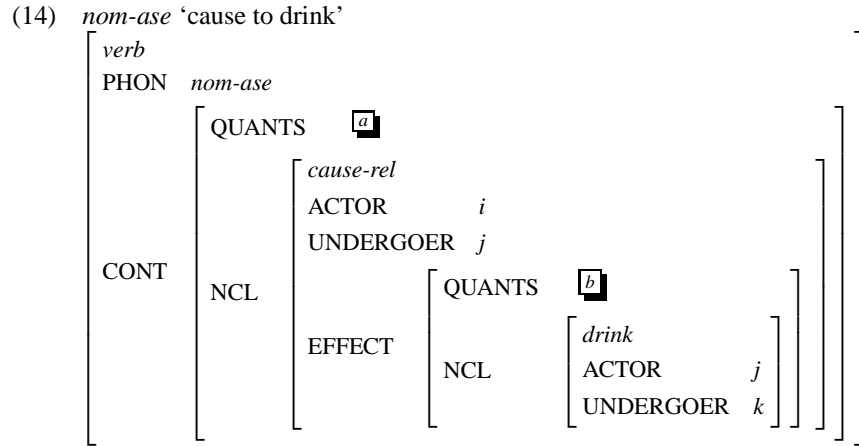 (14) nom-ase ‘cause to drink’
verb
PHON nom-ase
QUANTS a
cause-rel
ACTOR i
UNDERGOER j
CONT
NCL
QUANTS b
EFFECT
drink
NCL ACTOR j
UNDERGOER k